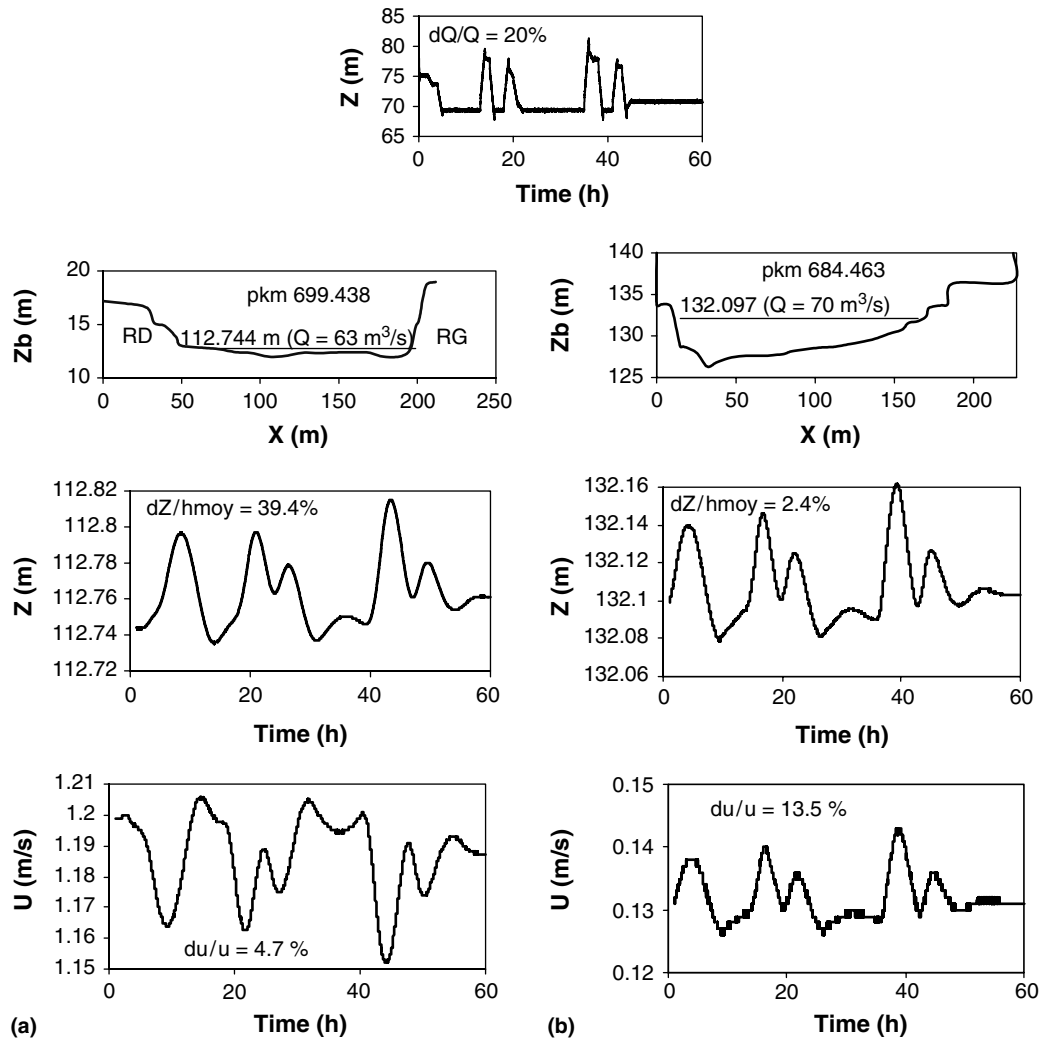 dQ/Q = 20%
Z (m)
85
80
75
70
65
0 20 40 60
Time (h)
pkm 699.438
112.744 m (Q = 63 m³/s)
RD
RG
Zb (m)
20
15
10
0 50 100 150 200 250
X (m)
pkm 684.463
132.097 (Q = 70 m³/s)
Zb (m)
140
135
130
125
0 50 100 150 200
X (m)
dZ/hmoy = 39.4%
Z (m)
112.82
112.8
112.78
112.76
112.74
112.72
0 20 40 60
Time (h)
dZ/hmoy = 2.4%
Z (m)
132.16
132.14
132.12
132.1
132.08
132.06
0 20 40 60
Time (h)
du/u = 4.7 %
U (m/s)
1.21
1.2
1.19
1.18
1.17
1.16
1.15
0 20 40 60
Time (h)
(a)
du/u = 13.5 %
U (m/s)
0.15
0.14
0.13
0.12
0 20 40 60
Time (h)
(b)